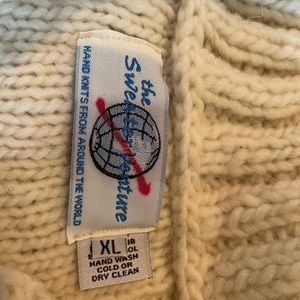 the
Sweater Venture
HAND KNITS FROM AROUND THE WORLD
XL
HAND WASH
COLD OR
DRY CLEAN